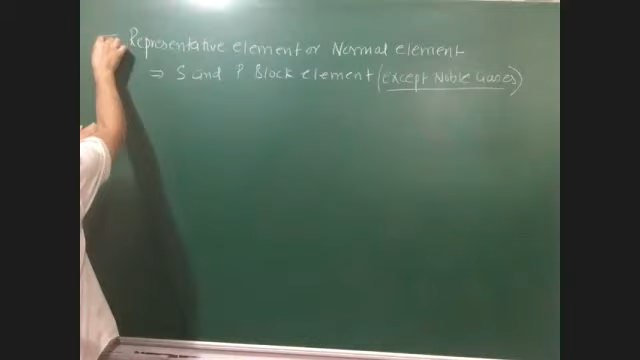 Representative element or Normal element
⇒ S and P Block element (except Noble Gases)